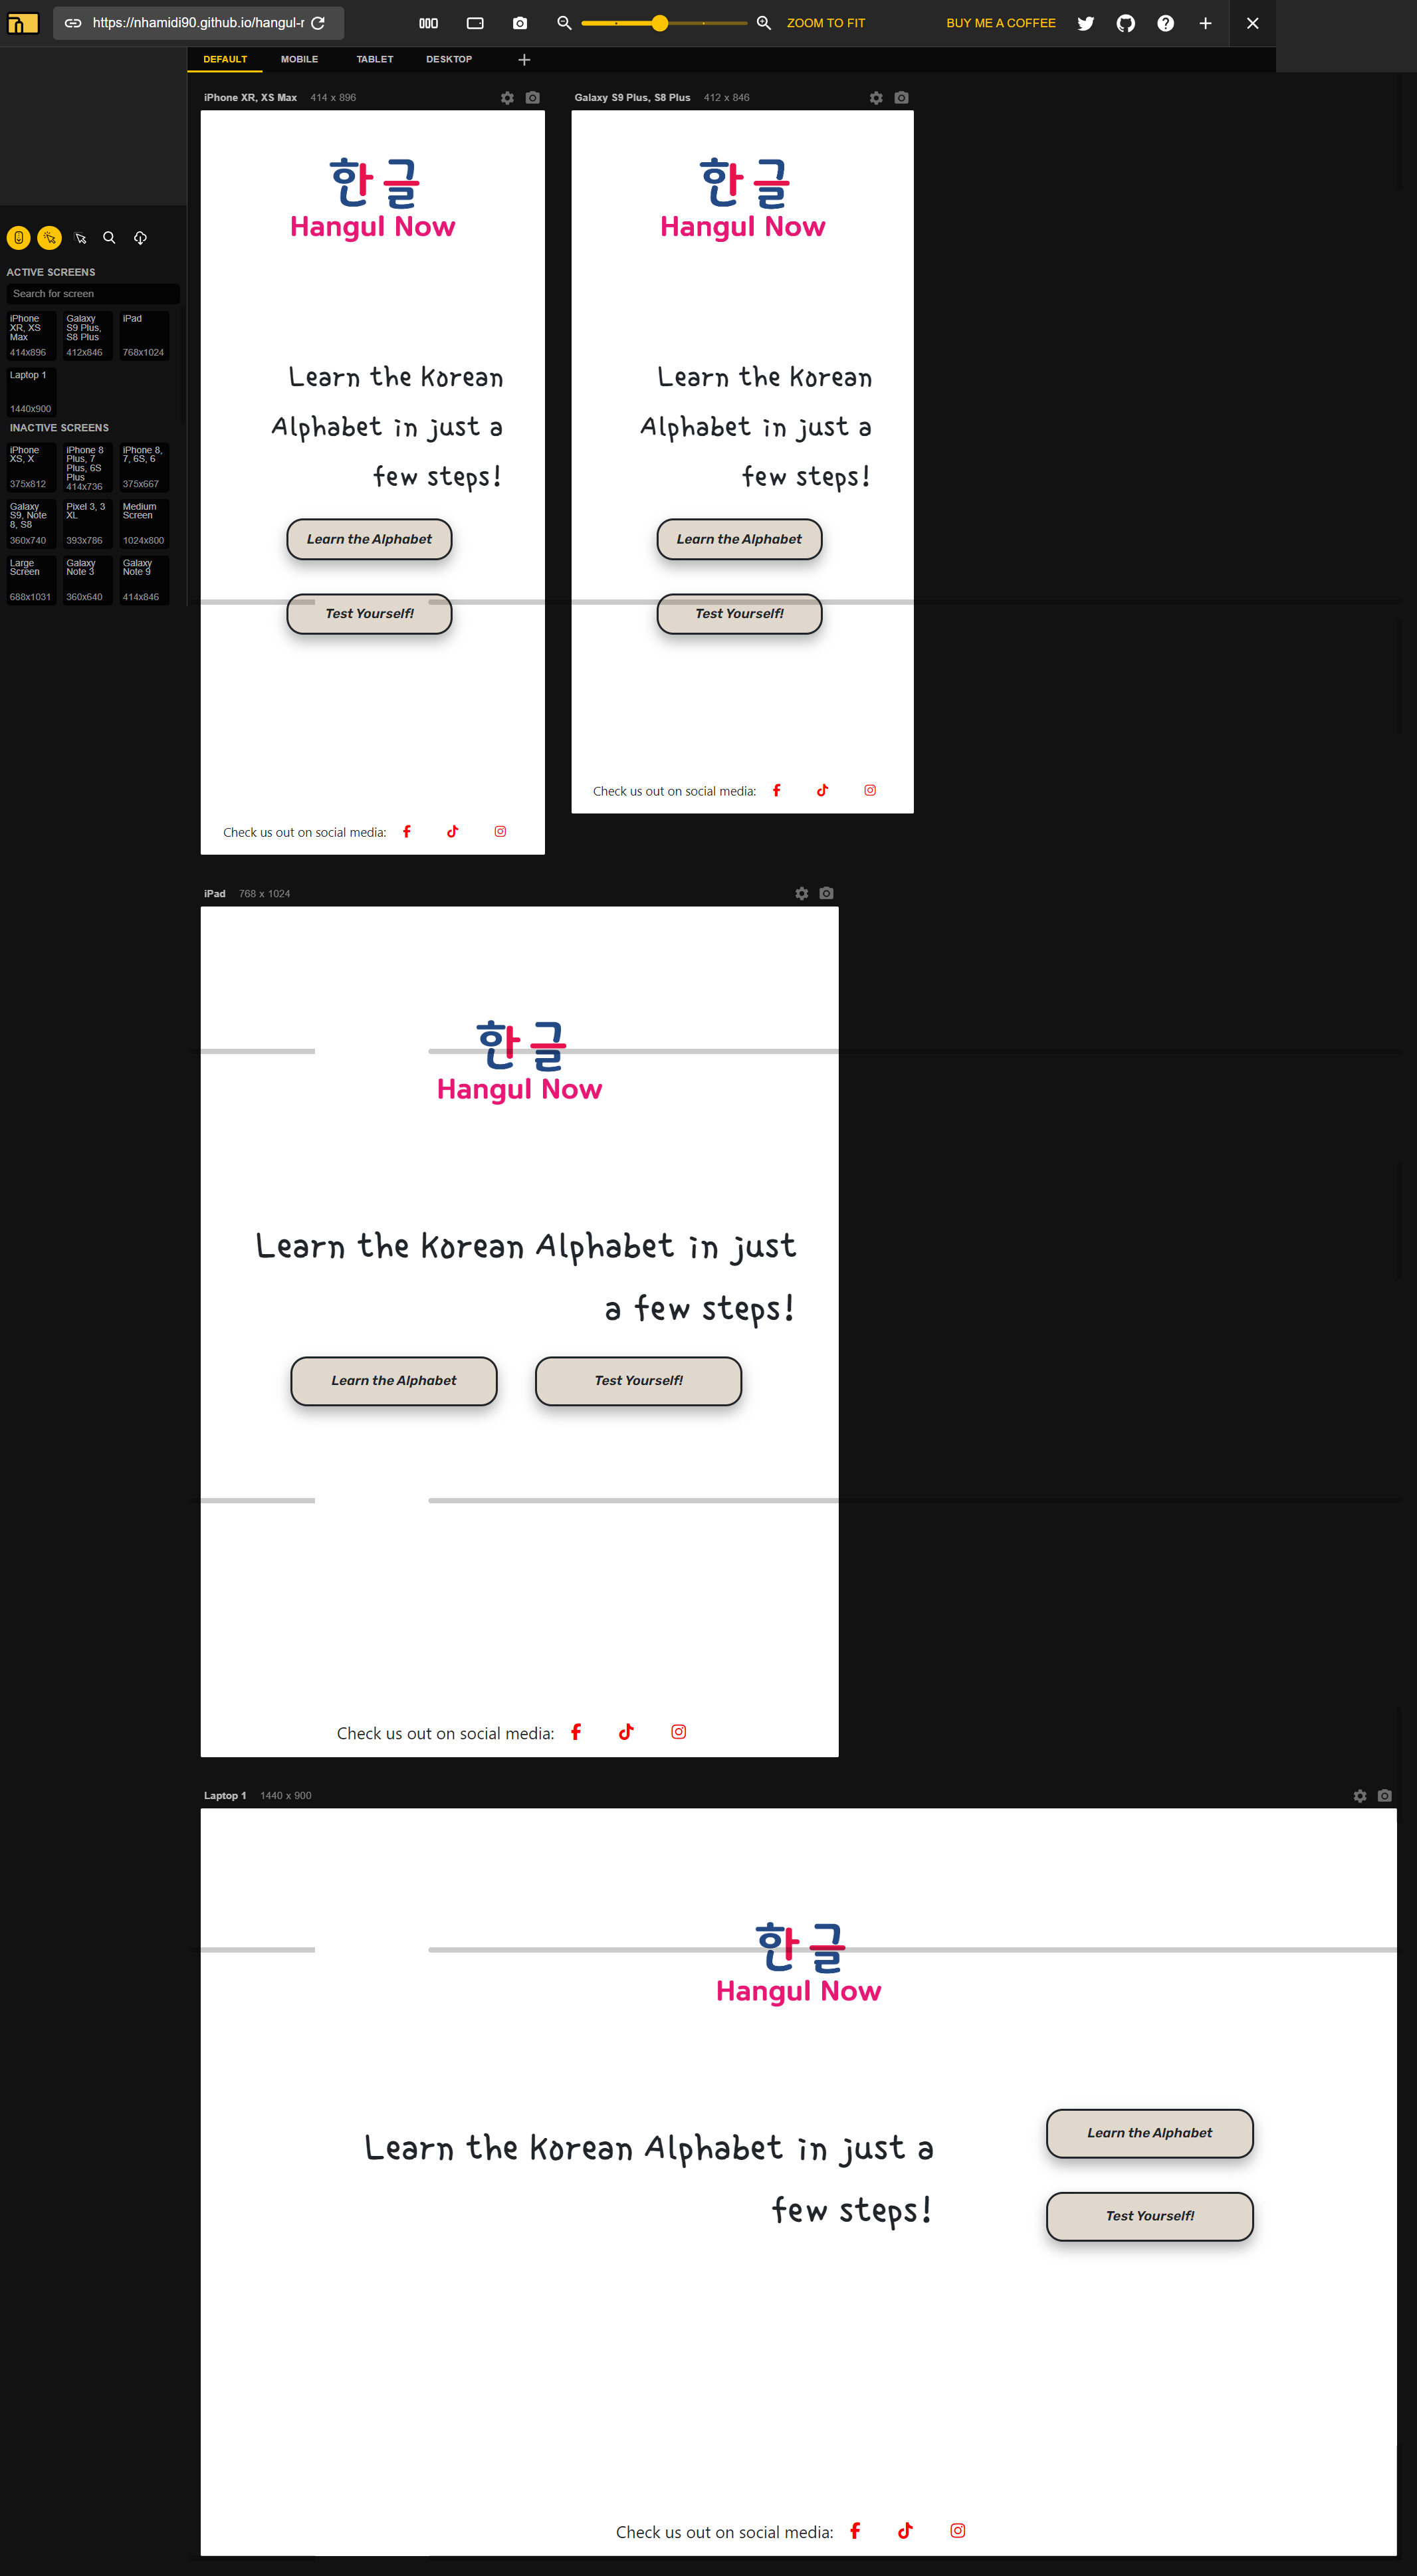 https://nhamidi90.github.io/hangul-r
ZOOM TO FIT
BUY ME A COFFEE
DEFAULT
MOBILE
TABLET
DESKTOP
ACTIVE SCREENS
Search for screen
iPhone XR, XS Max
414x896
Galaxy S9 Plus, S8 Plus
412x846
iPad
768x1024
Laptop 1
1440x900
INACTIVE SCREENS
iPhone XS, X
375x812
iPhone 8 Plus, 7 Plus, 6S Plus
414x736
iPhone 8, 7, 6S, 6
375x667
Galaxy S9, Note 8, S8
360x740
Pixel 3, 3 XL
393x786
Medium Screen
1024x800
Large Screen
688x1031
Galaxy Note 3
360x640
Galaxy Note 9
414x846
iPhone XR, XS Max 414 x 896
한글
Hangul Now
Learn the Korean
Alphabet in just a
few steps!
Learn the Alphabet
Test Yourself!
Check us out on social media:
Galaxy S9 Plus, S8 Plus 412 x 846
한글
Hangul Now
Learn the Korean
Alphabet in just a
few steps!
Learn the Alphabet
Test Yourself!
Check us out on social media:
iPad 768 x 1024
한글
Hangul Now
Learn the Korean Alphabet in just
a few steps!
Learn the Alphabet
Test Yourself!
Check us out on social media:
Laptop 1 1440 x 900
한글
Hangul Now
Learn the Korean Alphabet in just a
few steps!
Learn the Alphabet
Test Yourself!
Check us out on social media: